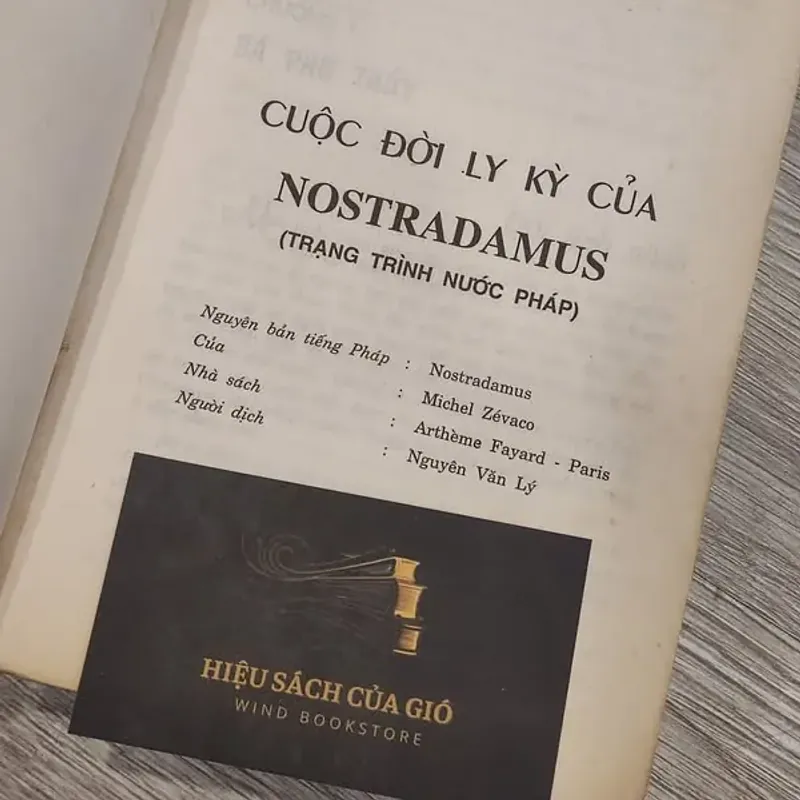 CUỘC ĐỜI LY KỲ CỦA
NOSTRADAMUS
(TRẠNG TRÌNH NƯỚC PHÁP)
Nguyên bản tiếng Pháp : Nostradamus
Của : Michel Zévaco
Nhà sách : Arthème Fayard - Paris
Người dịch : Nguyên Văn Lý
HIỆU SÁCH CỦA GIÓ
WIND BOOKSTORE